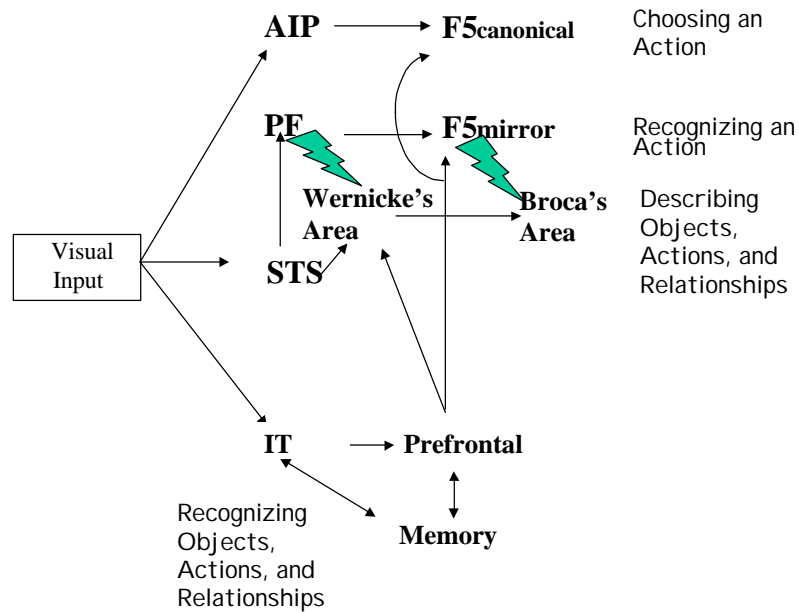 AIP
F5canonical
Choosing an
Action
PF
F5mirror
Recognizing an
Action
Wernicke's
Area
Broca's
Area
Describing
Objects,
Actions, and
Relationships
Visual
Input
STS
IT
Prefrontal
Recognizing
Objects,
Actions, and
Relationships
Memory